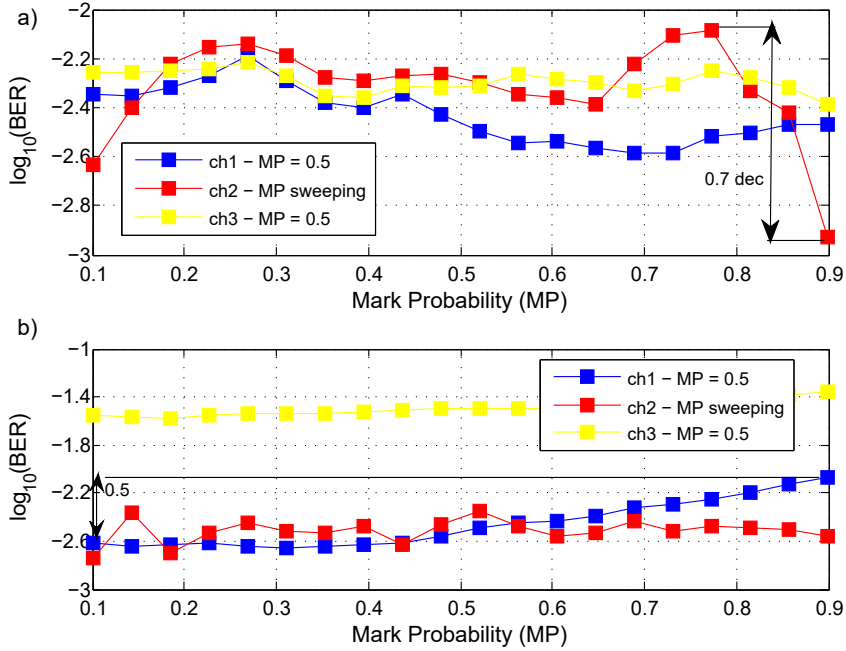 a)
−2
−2.2
−2.4
−2.6
−2.8
−3
log10(BER)
ch1 − MP = 0.5
ch2 − MP sweeping
ch3 − MP = 0.5
0.7 dec
0.1 0.2 0.3 0.4 0.5 0.6 0.7 0.8 0.9
Mark Probability (MP)
b)
−1
−1.4
−1.8
−2.2
−2.6
−3
log10(BER)
ch1 − MP = 0.5
ch2 − MP sweeping
ch3 − MP = 0.5
0.5
0.1 0.2 0.3 0.4 0.5 0.6 0.7 0.8 0.9
Mark Probability (MP)